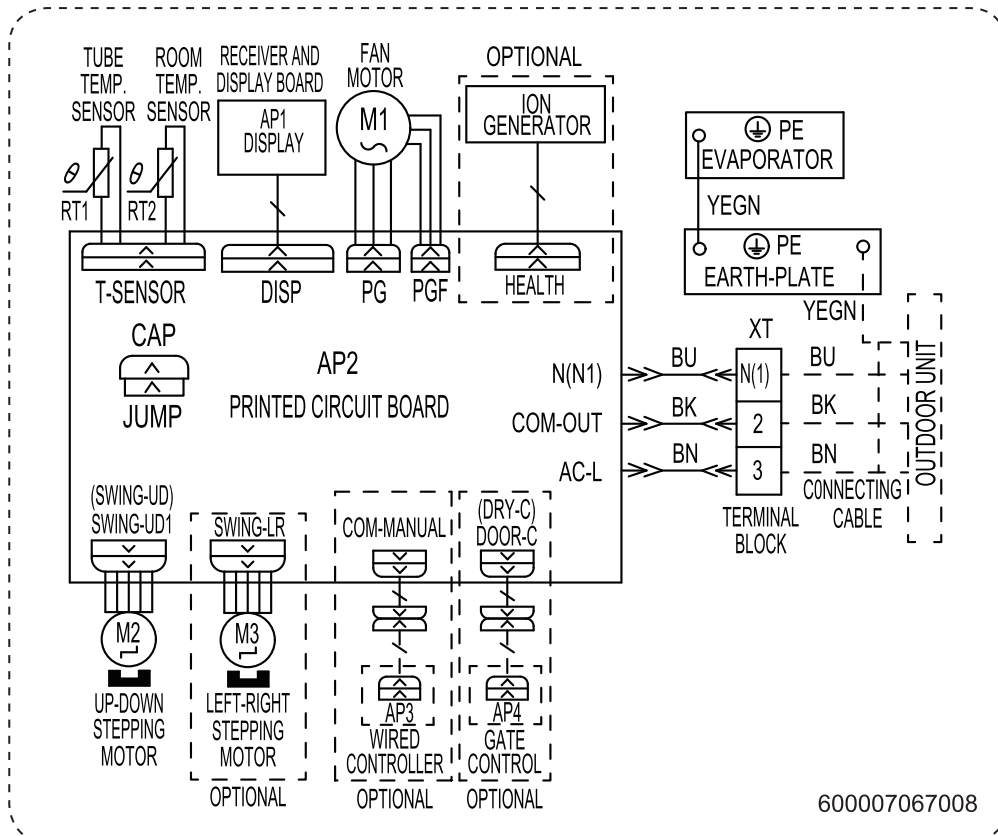 TUBE
TEMP.
SENSOR
ROOM
TEMP.
SENSOR
RECEIVER AND
DISPLAY BOARD
AP1
DISPLAY
FAN
MOTOR
M1
OPTIONAL
ION
GENERATOR
PE
EVAPORATOR
θ
RT1
θ
RT2
YEGN
PE
EARTH-PLATE
YEGN
T-SENSOR
DISP
PG
PGF
HEALTH
CAP
JUMP
AP2
PRINTED CIRCUIT BOARD
N(N1)
COM-OUT
AC-L
BU
BK
BN
XT
N(1)
2
3
TERMINAL
BLOCK
BU
BK
BN
CONNECTING
CABLE
OUTDOOR UNIT
(SWING-UD)
SWING-UD1
SWING-LR
COM-MANUAL
(DRY-C)
DOOR-C
M2
UP-DOWN
STEPPING
MOTOR
M3
LEFT-RIGHT
STEPPING
MOTOR
OPTIONAL
AP3
WIRED
CONTROLLER
OPTIONAL
AP4
GATE
CONTROL
OPTIONAL
600007067008